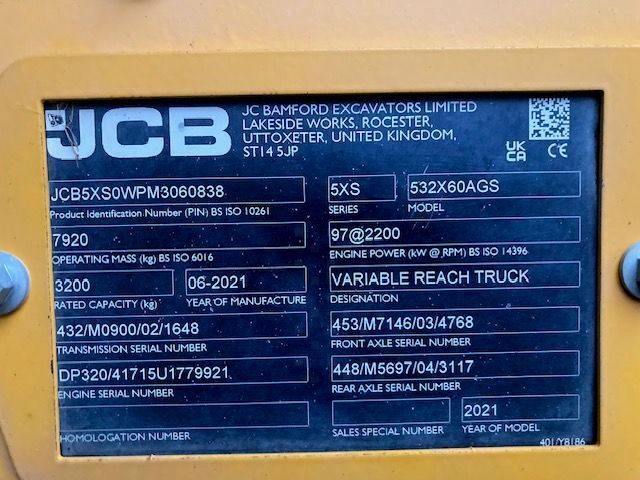 JCB
JC BAMFORD EXCAVATORS LIMITED
LAKESIDE WORKS, ROCESTER,
UTTOXETER, UNITED KINGDOM,
ST14 5JP
UK
CA
CE
JCB5XS0WPM3060838
Product Identification Number (PIN) BS ISO 10261
5XS
SERIES
532X60AGS
MODEL
7920
OPERATING MASS (kg) BS ISO 6016
97@2200
ENGINE POWER (kW @ RPM) BS ISO 14396
3200
RATED CAPACITY (kg)
06-2021
YEAR OF MANUFACTURE
VARIABLE REACH TRUCK
DESIGNATION
432/M0900/02/1648
TRANSMISSION SERIAL NUMBER
453/M7146/03/4768
FRONT AXLE SERIAL NUMBER
DP320/41715U1779921
ENGINE SERIAL NUMBER
448/M5697/04/3117
REAR AXLE SERIAL NUMBER
HOMOLOGATION NUMBER
SALES SPECIAL NUMBER
2021
YEAR OF MODEL
401/Y8186